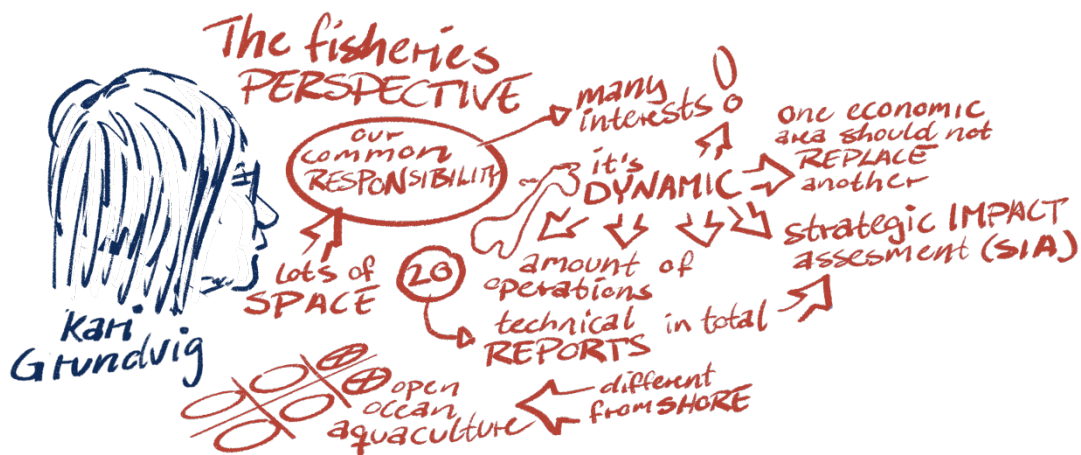 The fisheries
PERSPECTIVE
our
common
RESPONSIBILITY
many
interests
it's
DYNAMIC
one economic
area should not
REPLACE
another
strategic IMPACT
assesment (SIA)
lots of
SPACE
20
amount of
operations
technical
REPORTS in total
open
ocean
aquaculture
different
from SHORE
Kari
Grundvig